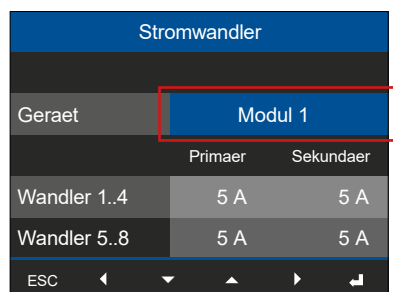 Stromwandler
Geraet Modul 1
Primaer Sekundaer
Wandler 1..4 5 A 5 A
Wandler 5..8 5 A 5 A
ESC